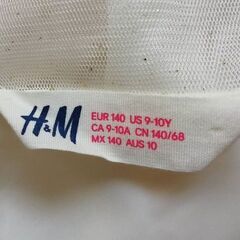 H&M
EUR 140 US 9-10Y
CA 9-10A CN 140/68
MX 140 AUS 10